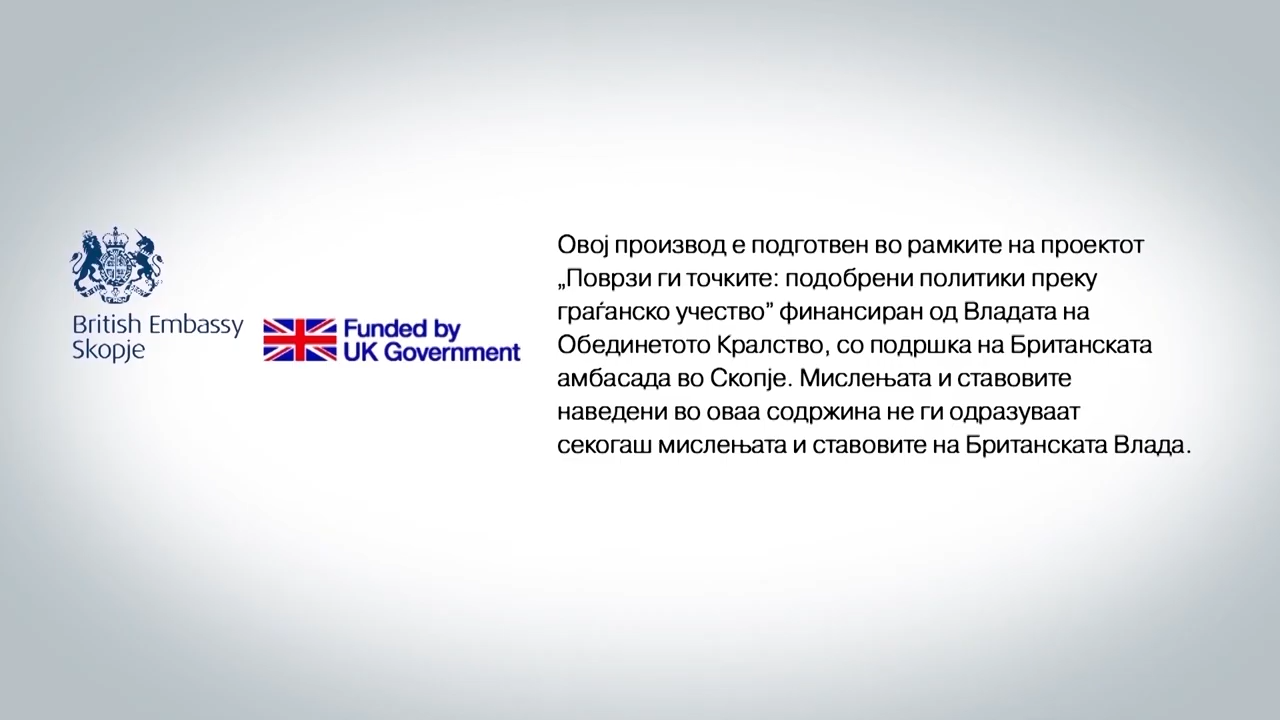 British Embassy
Skopje
Funded by
UK Government
Овој производ е подготвен во рамките на проектот
„Поврзи ги точките: подобрени политики преку
граѓанско учество” финансиран од Владата на
Обединетото Кралство, со подршка на Британската
амбасада во Скопје. Мислењата и ставовите
наведени во оваа содржина не ги одразуваат
секогаш мислењата и ставовите на Британската Влада.